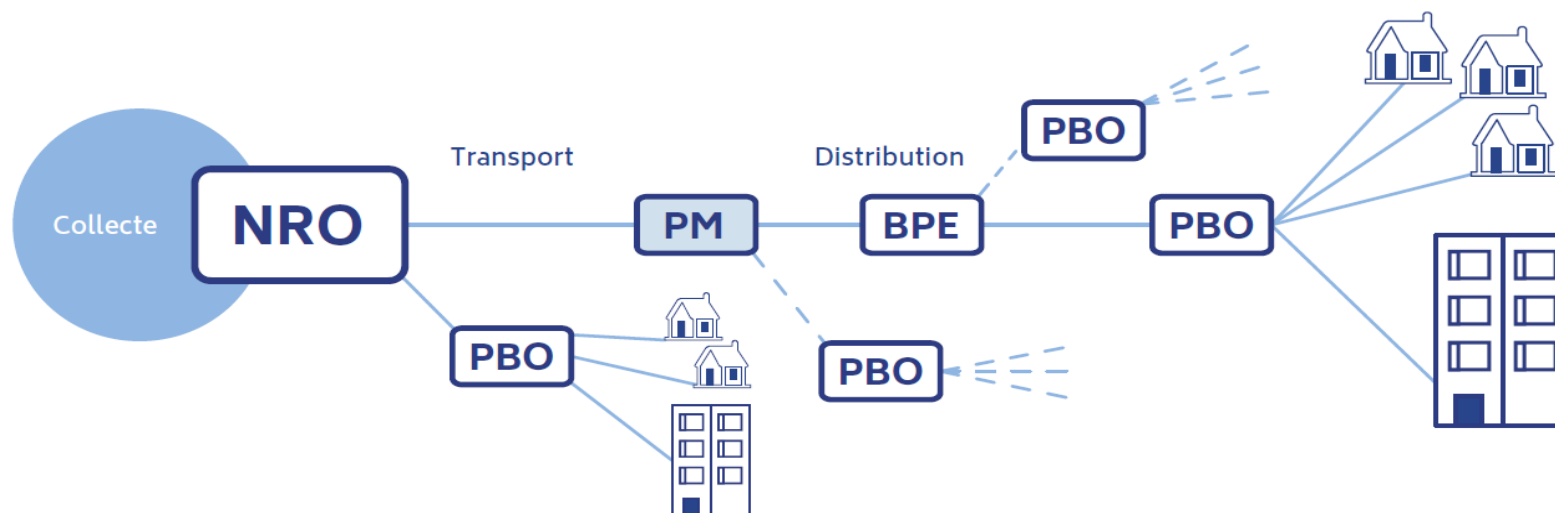 Collecte
NRO
Transport
PM
Distribution
BPE
PBO
PBO
PBO
PBO